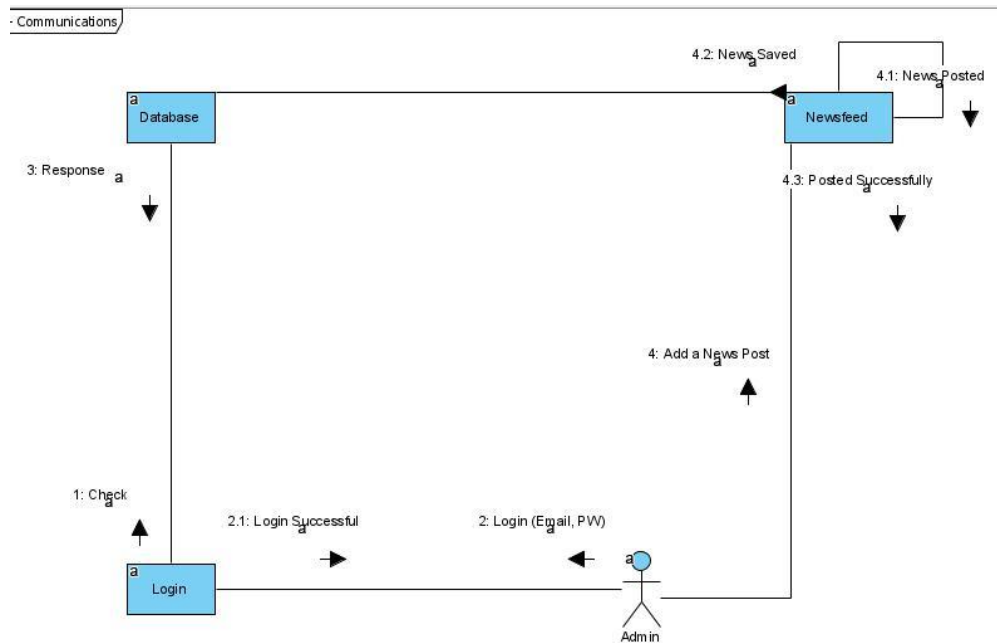 - Communications
4.2: News Saved
a
4.1: News Posted
a
a
Database
a
Newsfeed
3: Response a
4.3: Posted Successfully
a
4: Add a News Post
a
1: Check
a
2.1: Login Successful
a
2: Login (Email, PW)
a
a
Login
a
Admin